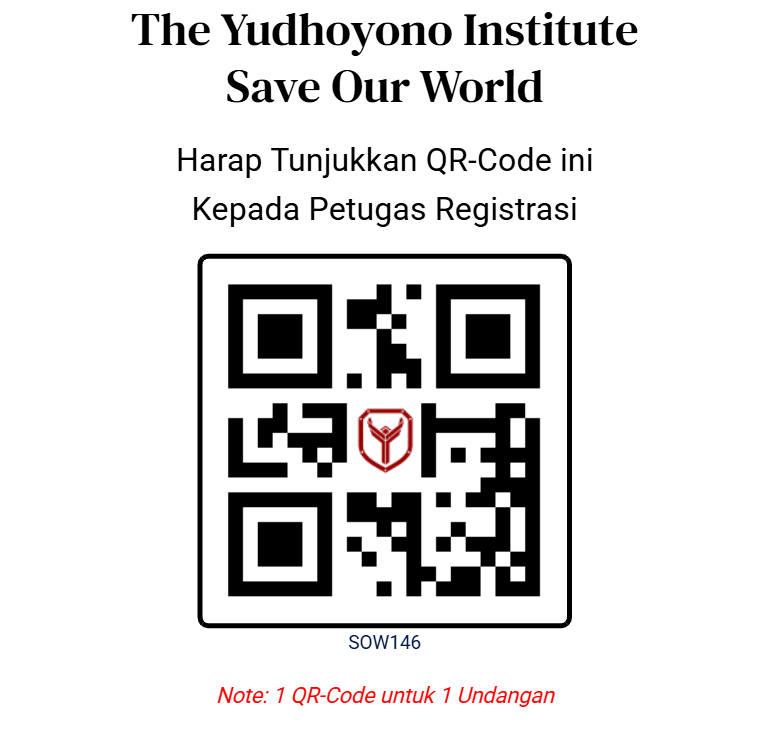 The Yudhoyono Institute
Save Our World
Harap Tunjukkan QR-Code ini
Kepada Petugas Registrasi
SOW146
Note: 1 QR-Code untuk 1 Undangan